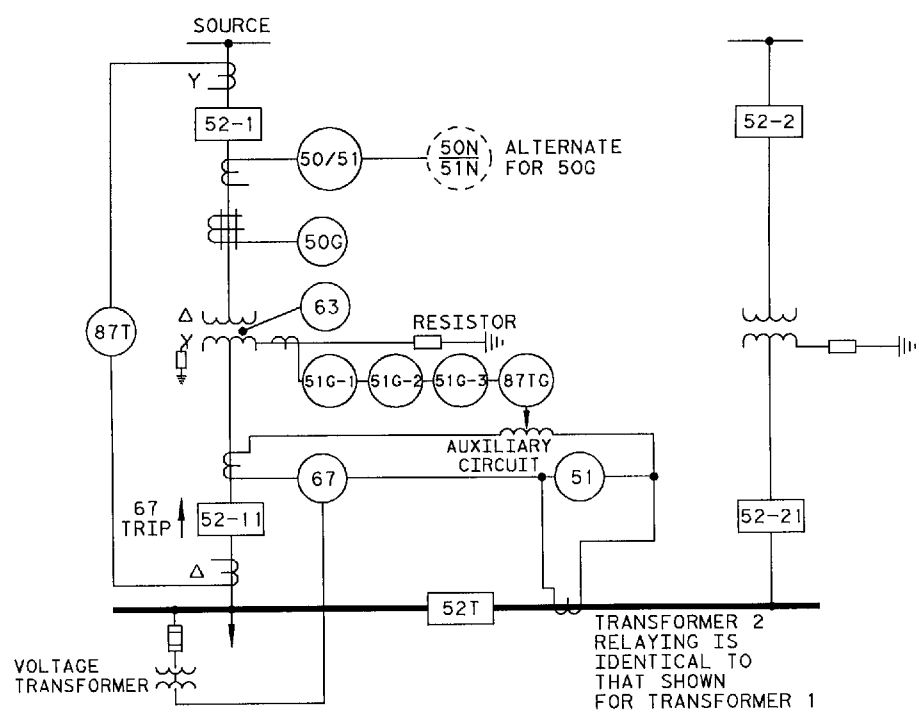 SOURCE
Y
52-1
52-2
50/51
50N
51N
ALTERNATE
FOR 50G
50G
63
Δ
87T
Y
RESISTOR
51G-1
51G-2
51G-3
87TG
AUXILIARY
CIRCUIT
67
51
67
TRIP
52-11
52-21
Δ
52T
TRANSFORMER 2
RELAYING IS
IDENTICAL TO
THAT SHOWN
FOR TRANSFORMER 1
VOLTAGE
TRANSFORMER